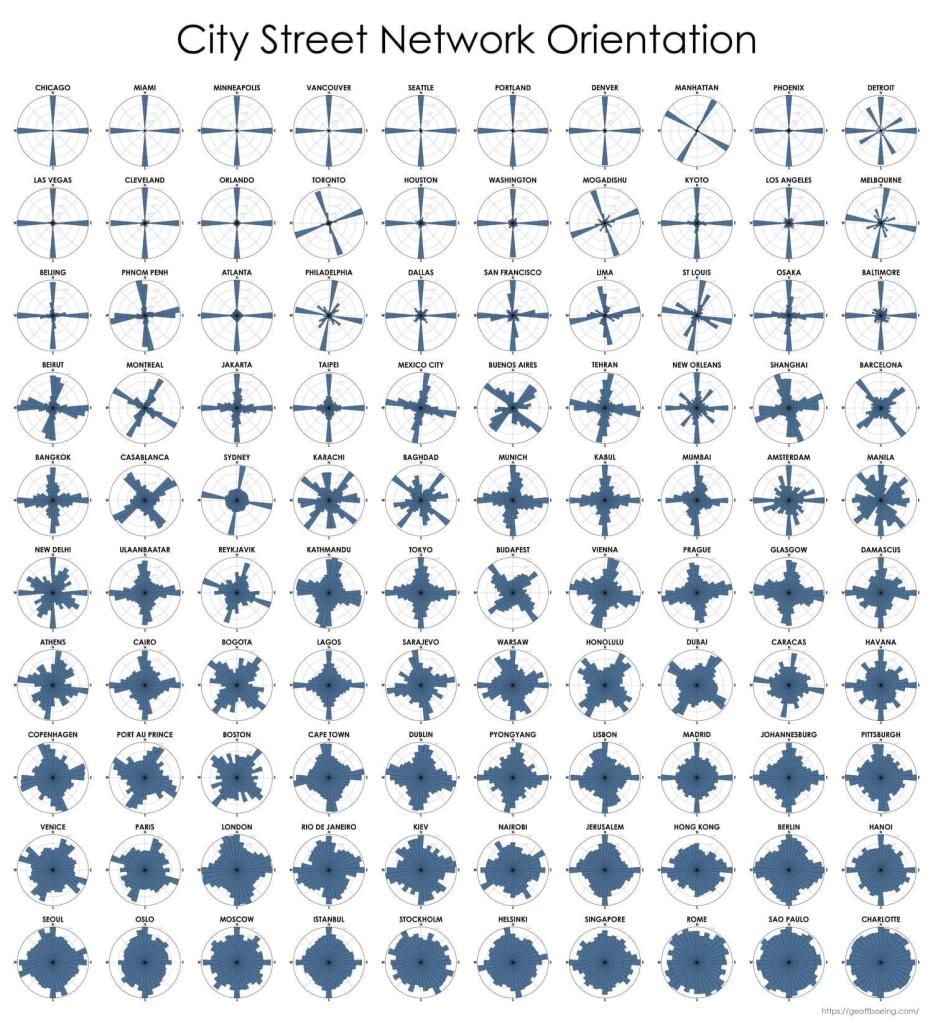 City Street Network Orientation
CHICAGO MIAMI MINNEAPOLIS VANCOUVER SEATTLE PORTLAND DENVER MANHATTAN PHOENIX DETROIT
LAS VEGAS CLEVELAND ORLANDO TORONTO HOUSTON WASHINGTON MOGADISHU KYOTO LOS ANGELES MELBOURNE
BEIJING PHNOM PENH ATLANTA PHILADELPHIA DALLAS SAN FRANCISCO LIMA ST LOUIS OSAKA BALTIMORE
BEIRUT MONTREAL JAKARTA TAIPEI MEXICO CITY BUENOS AIRES TEHRAN NEW ORLEANS SHANGHAI BARCELONA
BANGKOK CASABLANCA SYDNEY KARACHI BAGHDAD MUNICH KABUL MUMBAI AMSTERDAM MANILA
NEW DELHI ULAANBAATAR REYKJAVIK KATHMANDU TOKYO BUDAPEST VIENNA PRAGUE GLASGOW DAMASCUS
ATHENS CAIRO BOGOTA LAGOS SARAJEVO WARSAW HONOLULU DUBAI CARACAS HAVANA
COPENHAGEN PORT AU PRINCE BOSTON CAPE TOWN DUBLIN PYONGYANG LISBON MADRID JOHANNESBURG PITTSBURGH
VENICE PARIS LONDON RIO DE JANEIRO KIEV NAIROBI JERUSALEM HONG KONG BERLIN HANOI
SEOUL OSLO MOSCOW ISTANBUL STOCKHOLM HELSINKI SINGAPORE ROME SAO PAULO CHARLOTTE
https://geoffboeing.com/